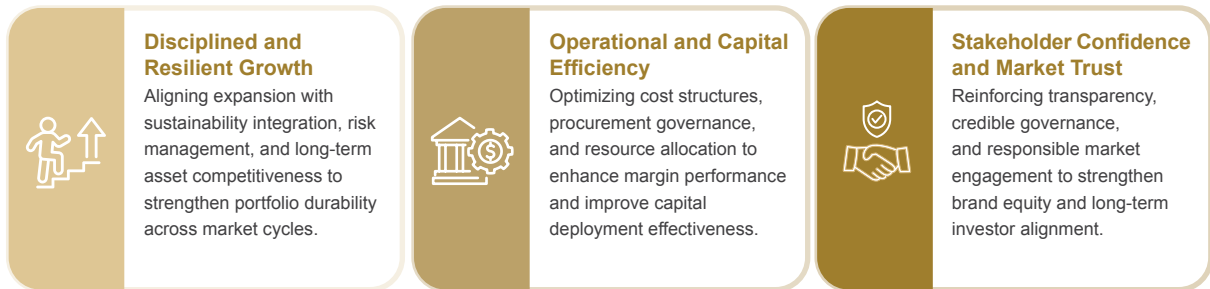 Disciplined and
Resilient Growth
Aligning expansion with
sustainability integration, risk
management, and long-term
asset competitiveness to
strengthen portfolio durability
across market cycles.
Operational and Capital
Efficiency
Optimizing cost structures,
procurement governance,
and resource allocation to
enhance margin performance
and improve capital
deployment effectiveness.
Stakeholder Confidence
and Market Trust
Reinforcing transparency,
credible governance,
and responsible market
engagement to strengthen
brand equity and long-term
investor alignment.